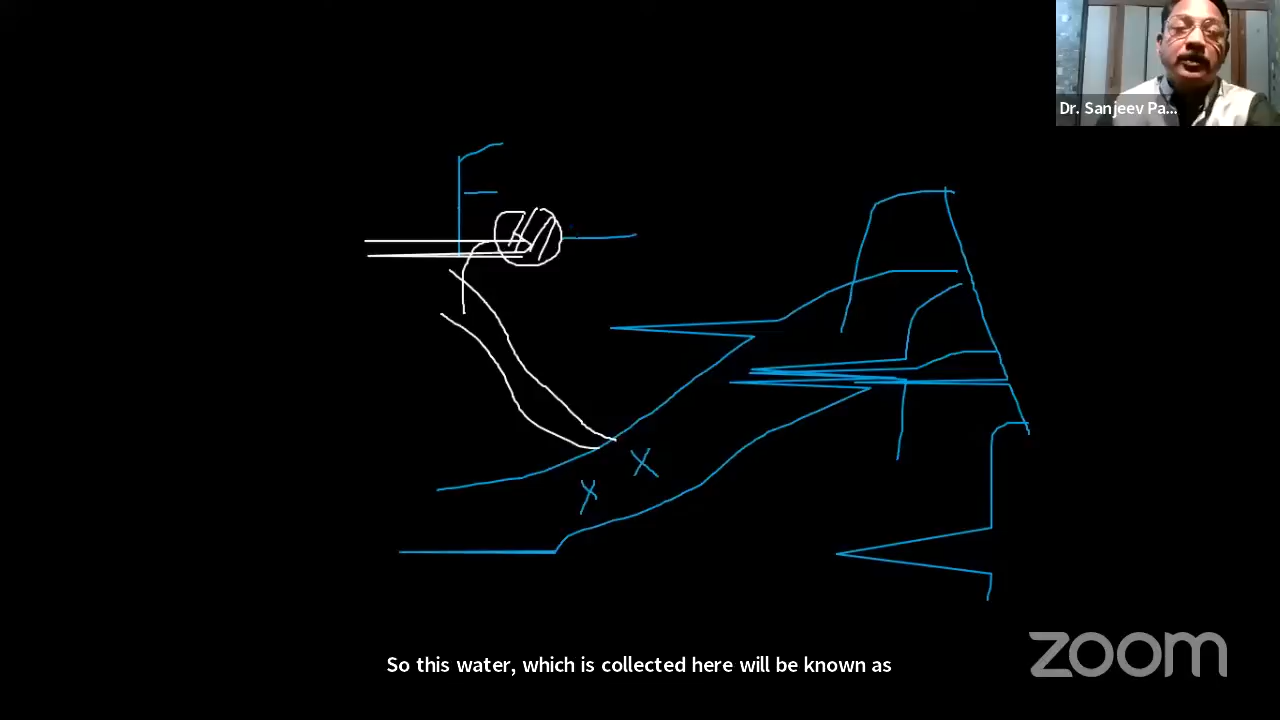 Dr. Sanjeev Pa...
X
X
So this water, which is collected here will be known as
zoom